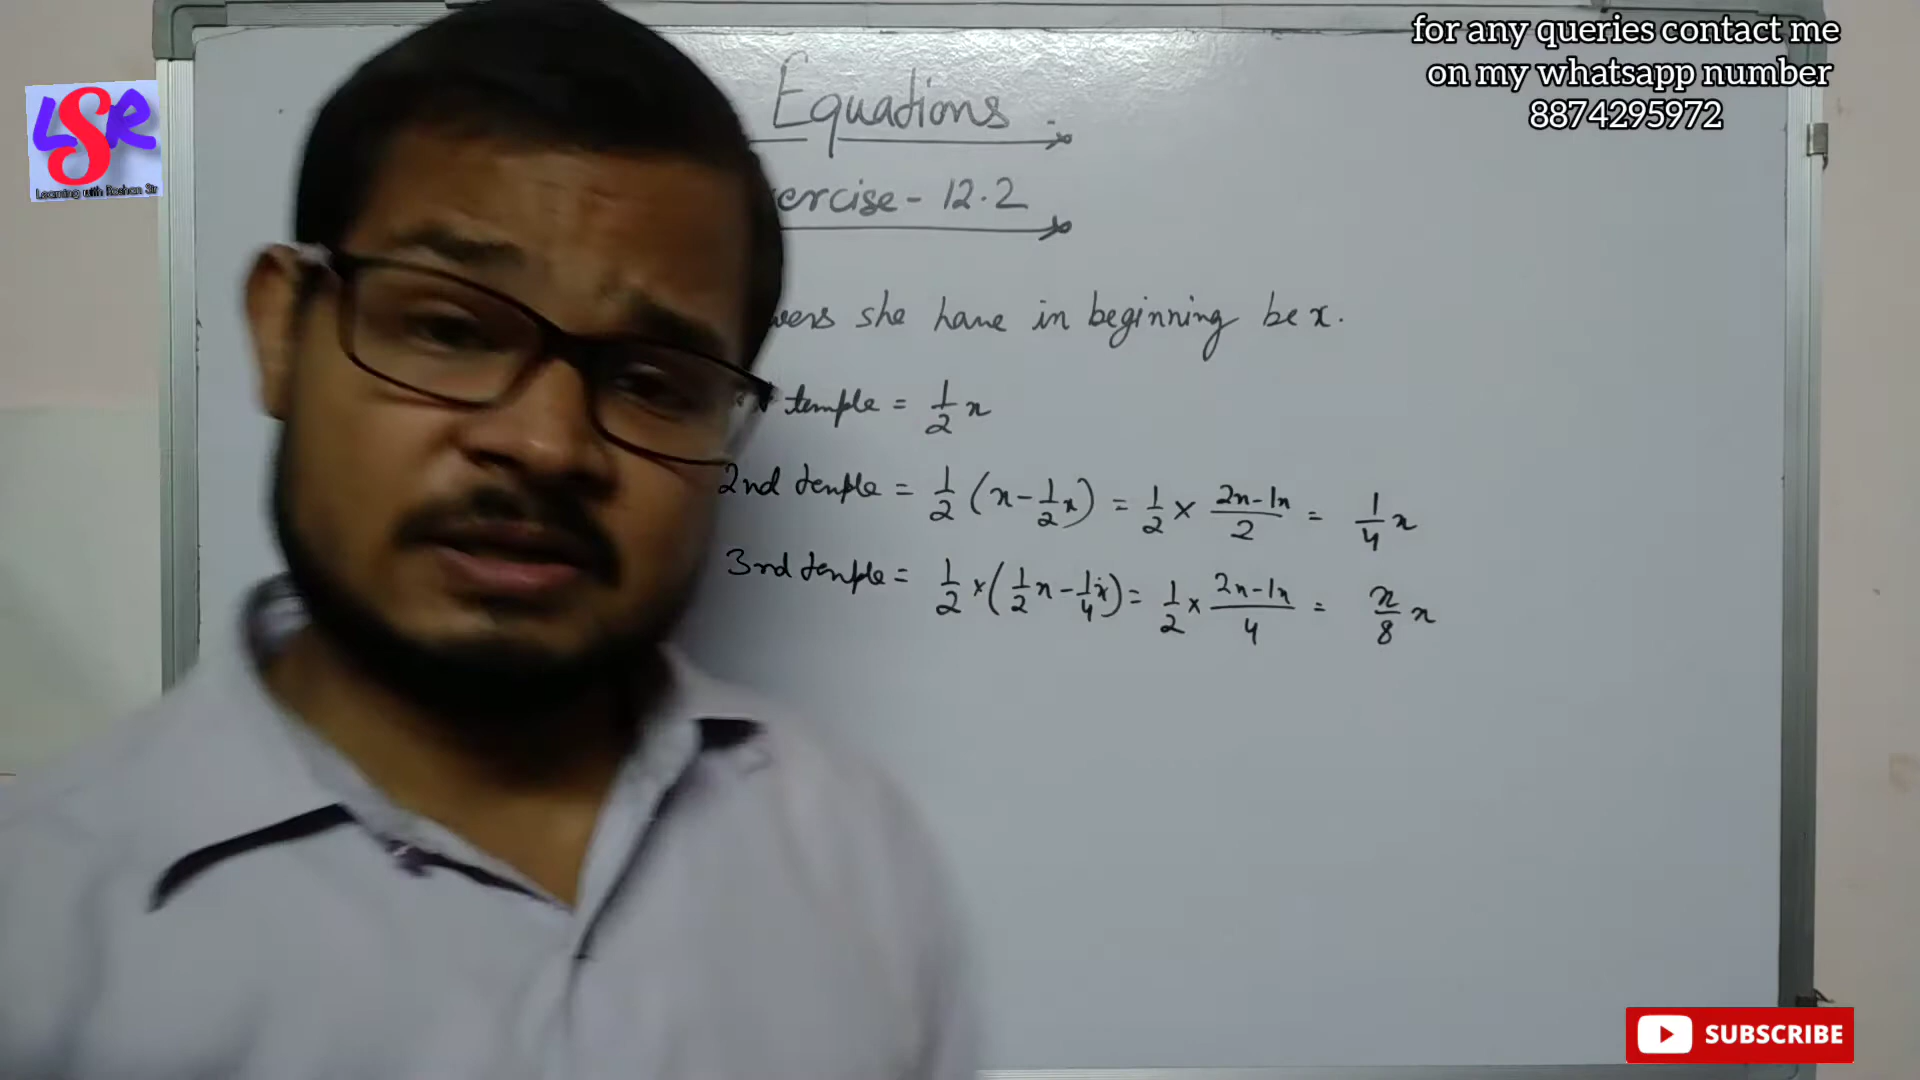 for any queries contact me
on my whatsapp number
8874295972
LSR
Learning with Roshan Sir
Equations
ercise - 12.2
wers she have in beginning be x.
temple = 1/2 x
2nd temple = 1/2 (x - 1/2 x) = 1/2 × (2x - 1x)/2 = 1/4 x
3rd temple = 1/2 × (1/2 x - 1/4 x) = 1/2 × (2x - 1x)/4 = x/8 x
SUBSCRIBE